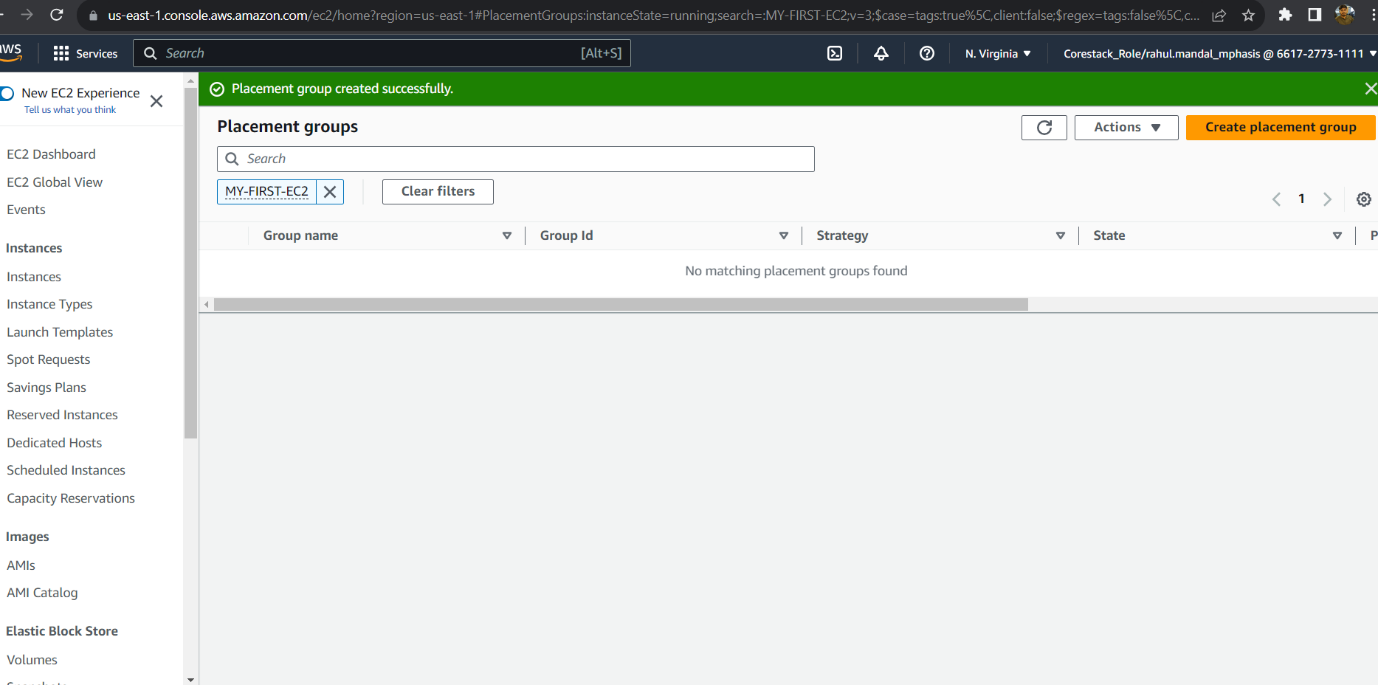 us-east-1.console.aws.amazon.com/ec2/home?region=us-east-1#PlacementGroups:instanceState=running;search=:MY-FIRST-EC2;v=3;$case=tags:true%5C,client:false;$regex=tags:false%5C,c...
aws
Services
Search
[Alt+S]
N. Virginia
Corestack_Role/rahul.mandal_mphasis @ 6617-2773-1111
New EC2 Experience
Tell us what you think
EC2 Dashboard
EC2 Global View
Events
Instances
Instances
Instance Types
Launch Templates
Spot Requests
Savings Plans
Reserved Instances
Dedicated Hosts
Scheduled Instances
Capacity Reservations
Images
AMIs
AMI Catalog
Elastic Block Store
Volumes
Placement group created successfully.
Placement groups
Actions
Create placement group
Search
MY-FIRST-EC2
Clear filters
1
Group name
Group Id
Strategy
State
P
No matching placement groups found